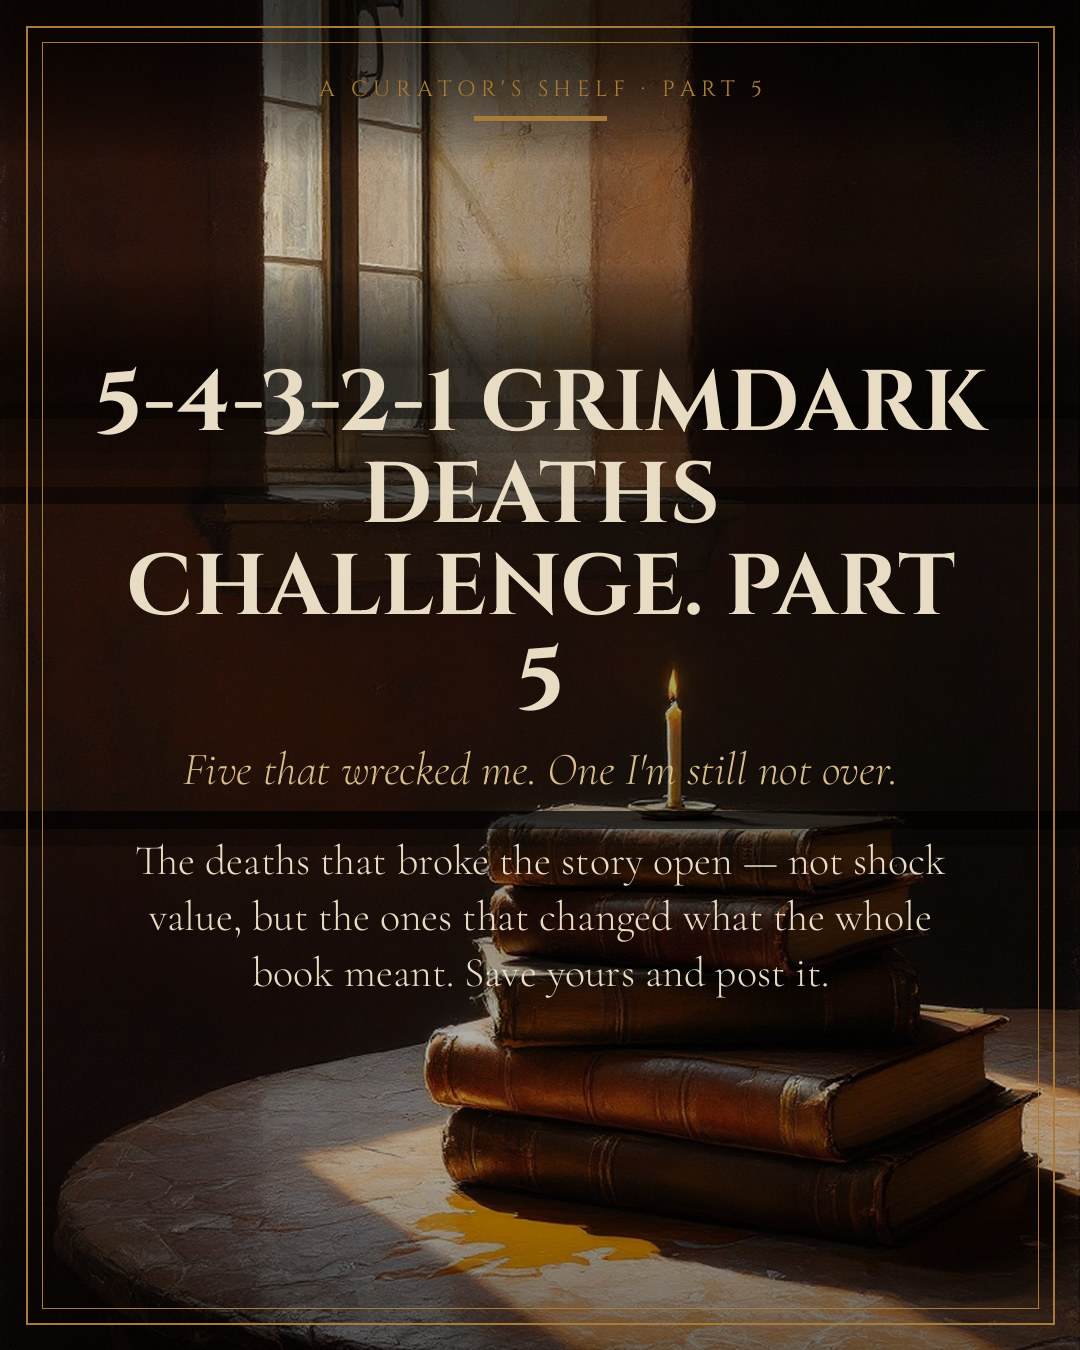 A CURATOR'S SHELF · PART 5
5-4-3-2-1 GRIMDARK
DEATHS
CHALLENGE. PART
5
Five that wrecked me. One I'm still not over.
The deaths that broke the story open — not shock
value, but the ones that changed what the whole
book meant. Save yours and post it.